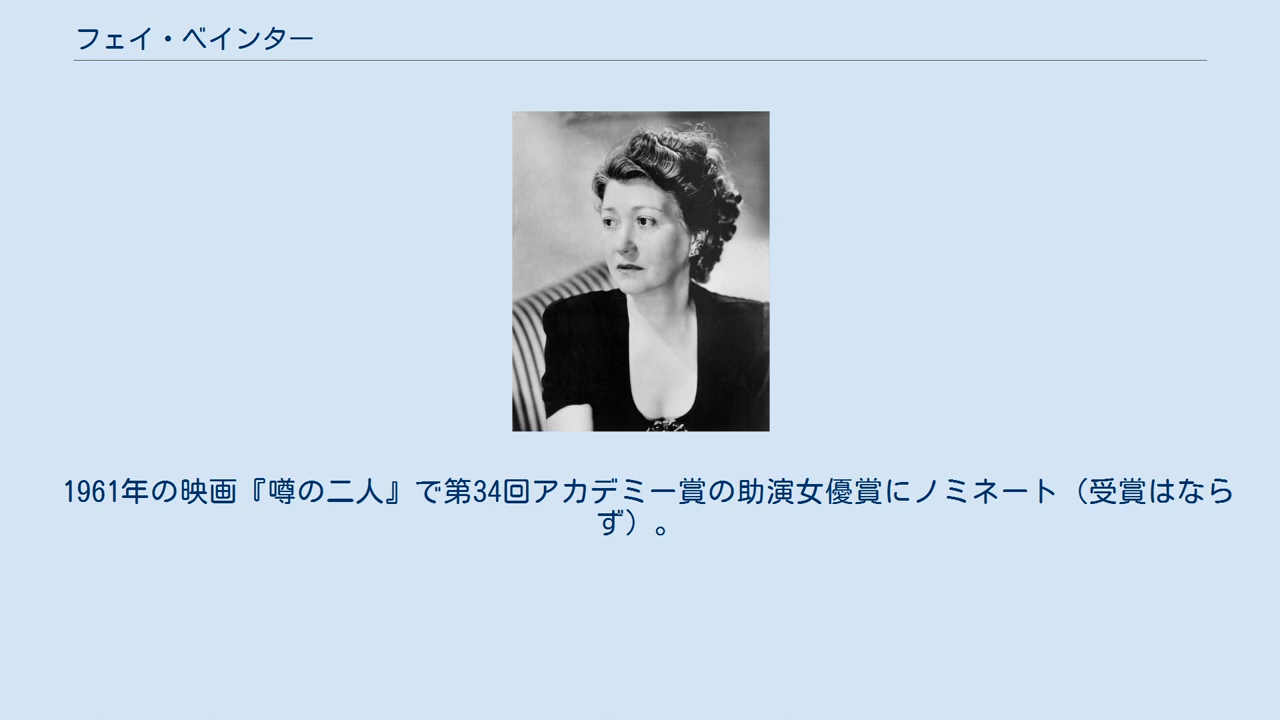 フェイ・ベインター
1961年の映画『噂の二人』で第34回アカデミー賞の助演女優賞にノミネート（受賞はなら
ず）。